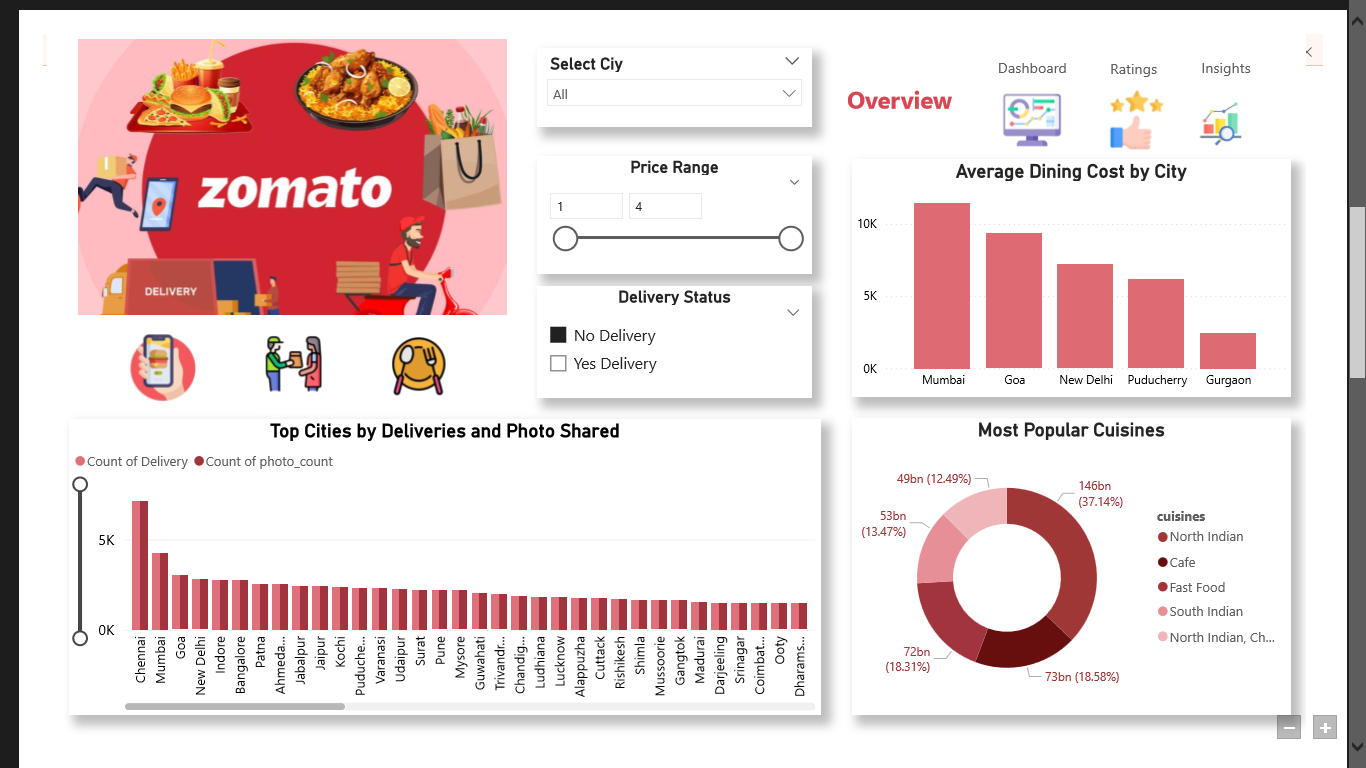 zomato
DELIVERY
Select Ciy
All
Price Range
1
4
Delivery Status
No Delivery
Yes Delivery
Overview
Dashboard
Ratings
Insights
Average Dining Cost by City
10K
5K
0K
Mumbai
Goa
New Delhi
Puducherry
Gurgaon
Top Cities by Deliveries and Photo Shared
Count of Delivery
Count of photo_count
5K
0K
Chennai
Mumbai
Goa
New Delhi
Indore
Bangalore
Patna
Ahmeda...
Jabalpur
Jaipur
Kochi
Puduche...
Varanasi
Udaipur
Surat
Pune
Mysore
Guwahati
Trivandr...
Chandig...
Ludhiana
Lucknow
Alappuzha
Cuttack
Rishikesh
Shimla
Mussoorie
Gangtok
Madurai
Darjeeling
Srinagar
Coimbat...
Ooty
Dharams...
Most Popular Cuisines
49bn (12.49%)
146bn
(37.14%)
53bn
(13.47%)
72bn
(18.31%)
73bn (18.58%)
cuisines
North Indian
Cafe
Fast Food
South Indian
North Indian, Ch...